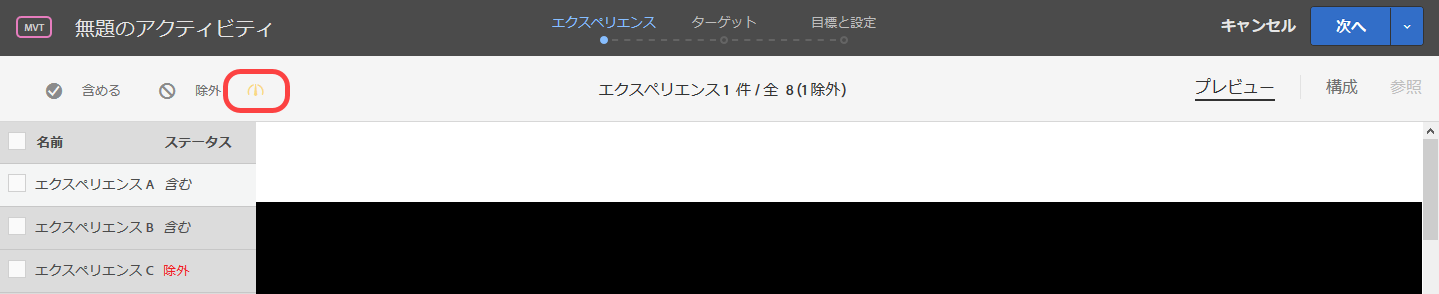 MVT 無題のアクティビティ エクスペリエンス ターゲット 目標と設定 キャンセル 次へ
含める 除外 エクスペリエンス 1 件 / 全 8 (1 除外) プレビュー 構成 参照
名前 ステータス
エクスペリエンス A 含む
エクスペリエンス B 含む
エクスペリエンス C 除外